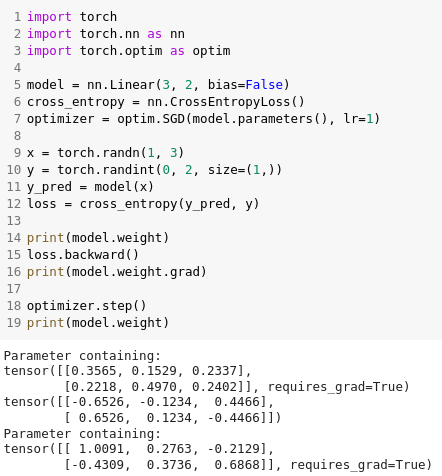 1 import torch
2 import torch.nn as nn
3 import torch.optim as optim
4
5 model = nn.Linear(3, 2, bias=False)
6 cross_entropy = nn.CrossEntropyLoss()
7 optimizer = optim.SGD(model.parameters(), lr=1)
8
9 x = torch.randn(1, 3)
10 y = torch.randint(0, 2, size=(1,))
11 y_pred = model(x)
12 loss = cross_entropy(y_pred, y)
13
14 print(model.weight)
15 loss.backward()
16 print(model.weight.grad)
17
18 optimizer.step()
19 print(model.weight)
Parameter containing:
tensor([[0.3565, 0.1529, 0.2337],
        [0.2218, 0.4970, 0.2402]], requires_grad=True)
tensor([[-0.6526, -0.1234,  0.4466],
        [ 0.6526,  0.1234, -0.4466]])
Parameter containing:
tensor([[ 1.0091,  0.2763, -0.2129],
        [-0.4309,  0.3736,  0.6868]], requires_grad=True)